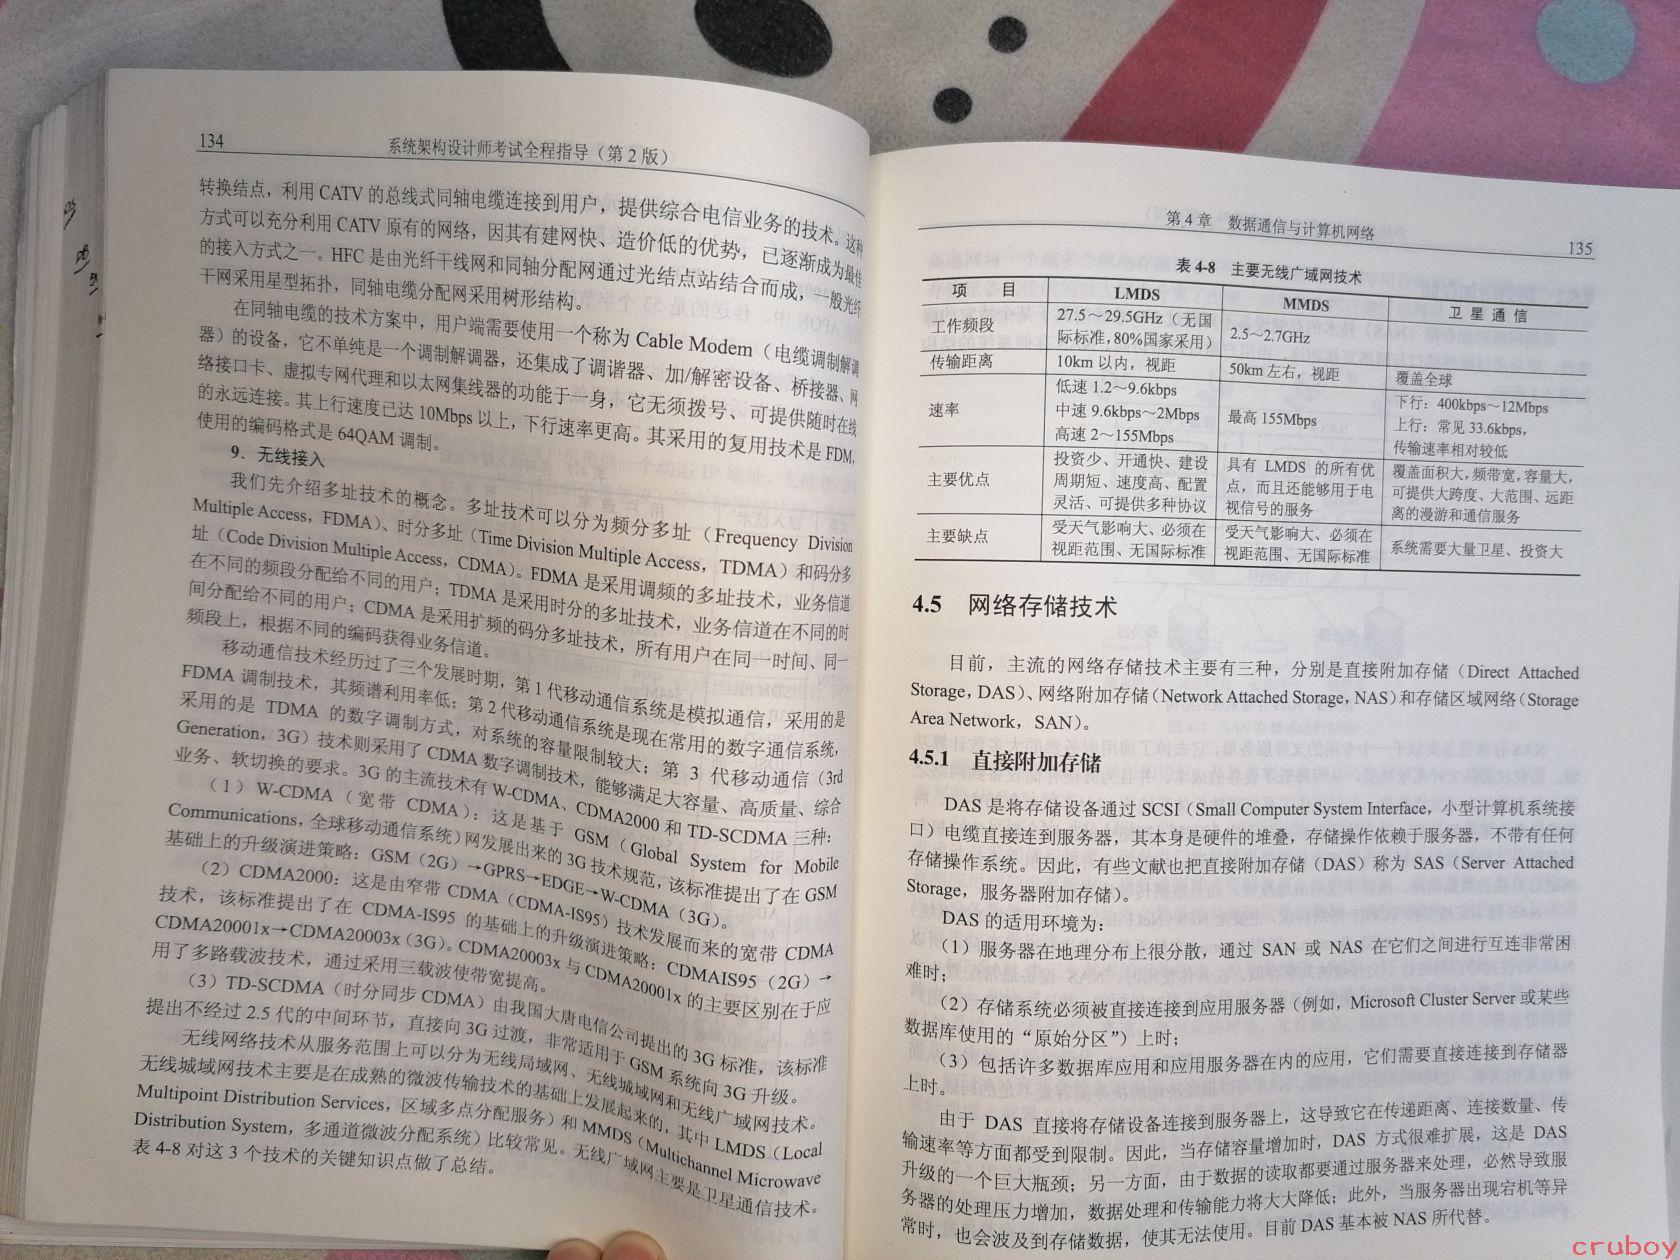 134
系统架构设计师考试全程指导（第2版）
转换结点，利用 CATV 的总线式同轴电缆连接到用户，提供综合电信业务的技术。这种
方式可以充分利用 CATV 原有的网络，因其有建网快、造价低的优势，已逐渐成为最佳
的接入方式之一。HFC 是由光纤干线网和同轴分配网通过光结点站结合而成，一般光纤
干网采用星型拓扑，同轴电缆分配网采用树形结构。
在同轴电缆的技术方案中，用户端需要使用一个称为 Cable Modem（电缆调制解调
器）的设备，它不单纯是一个调制解调器，还集成了调谐器、加/解密设备、桥接器、网
络接口卡、虚拟专网代理和以太网集线器的功能于一身，它无须拨号、可提供随时在线
的永远连接。其上行速度已达 10Mbps 以上，下行速率更高。其采用的复用技术是 FDM，
使用的编码格式是 64QAM 调制。
9．无线接入
我们先介绍多址技术的概念。多址技术可以分为频分多址（Frequency Division
Multiple Access，FDMA）、时分多址（Time Division Multiple Access，TDMA）和码分多
址（Code Division Multiple Access，CDMA）。FDMA 是采用调频的多址技术，业务信道
在不同的频段分配给不同的用户；TDMA 是采用时分的多址技术，业务信道在不同的时
间分配给不同的用户；CDMA 是采用扩频的码分多址技术，所有用户在同一时间、同一
频段上，根据不同的编码获得业务信道。
移动通信技术经历过了三个发展时期，第 1 代移动通信系统是模拟通信，采用的是
FDMA 调制技术，其频谱利用率低；第 2 代移动通信系统是现在常用的数字通信系统，
采用的是 TDMA 的数字调制方式，对系统的容量限制较大；第 3 代移动通信（3rd
Generation，3G）技术则采用了 CDMA 数字调制技术，能够满足大容量、高质量、综合
业务、软切换的要求。3G 的主流技术有 W-CDMA、CDMA2000 和 TD-SCDMA 三种：
（1）W-CDMA（宽带 CDMA）：这是基于 GSM（Global System for Mobile
Communications，全球移动通信系统）网发展出来的 3G 技术规范，该标准提出了在 GSM
基础上的升级演进策略：GSM（2G）→GPRS→EDGE→W-CDMA（3G）。
（2）CDMA2000：这是由窄带 CDMA（CDMA-IS95）技术发展而来的宽带 CDMA
技术，该标准提出了在 CDMA-IS95 的基础上的升级演进策略：CDMAIS95（2G）→
CDMA20001x→CDMA20003x（3G）。CDMA20003x 与 CDMA20001x 的主要区别在于应
用了多路载波技术，通过采用三载波使带宽提高。
（3）TD-SCDMA（时分同步 CDMA）由我国大唐电信公司提出的 3G 标准，该标准
提出不经过 2.5 代的中间环节，直接向 3G 过渡，非常适用于 GSM 系统向 3G 升级。
无线网络技术从服务范围上可以分为无线局域网、无线城域网和无线广域网技术。
无线城域网技术主要是在成熟的微波传输技术的基础上发展起来的，其中 LMDS（Local
Multipoint Distribution Services，区域多点分配服务）和 MMDS（Multichannel Microwave
Distribution System，多通道微波分配系统）比较常见。无线广域网主要是卫星通信技术。
表 4-8 对这 3 个技术的关键知识点做了总结。
第 4 章 数据通信与计算机网络
135
表 4-8 主要无线广域网技术
项 目 LMDS MMDS 卫星通信
工作频段 27.5～29.5GHz（无国 2.5～2.7GHz
际标准，80%国家采用）
传输距离 10km 以内，视距 50km 左右，视距 覆盖全球
速率 低速 1.2～9.6kbps 最高 155Mbps 下行：400kbps～12Mbps
中速 9.6kbps～2Mbps 上行：常见 33.6kbps，
高速 2～155Mbps 传输速率相对较低
主要优点 投资少、开通快、建设 具有 LMDS 的所有优 覆盖面积大，频带宽，容量大，
周期短、速度高、配置 点，而且还能够用于电 可提供大跨度、大范围、远距
灵活、可提供多种协议 视信号的服务 离的漫游和通信服务
主要缺点 受天气影响大、必须在 受天气影响大、必须在 系统需要大量卫星、投资大
视距范围、无国际标准 视距范围、无国际标准
4.5 网络存储技术
目前，主流的网络存储技术主要有三种，分别是直接附加存储（Direct Attached
Storage，DAS）、网络附加存储（Network Attached Storage，NAS）和存储区域网络（Storage
Area Network，SAN）。
4.5.1 直接附加存储
DAS 是将存储设备通过 SCSI（Small Computer System Interface，小型计算机系统接
口）电缆直接连到服务器，其本身是硬件的堆叠，存储操作依赖于服务器，不带有任何
存储操作系统。因此，有些文献也把直接附加存储（DAS）称为 SAS（Server Attached
Storage，服务器附加存储）。
DAS 的适用环境为：
（1）服务器在地理分布上很分散，通过 SAN 或 NAS 在它们之间进行互连非常困
难时；
（2）存储系统必须被直接连接到应用服务器（例如，Microsoft Cluster Server 或某些
数据库使用的“原始分区”）上时；
（3）包括许多数据库应用和应用服务器在内的应用，它们需要直接连接到存储器
上时。
由于 DAS 直接将存储设备连接到服务器上，这导致它在传递距离、连接数量、传
输速率等方面都受到限制。因此，当存储容量增加时，DAS 方式很难扩展，这是 DAS
升级的一个巨大瓶颈；另一方面，由于数据的读取都要通过服务器来处理，必然导致服
务器的处理压力增加，数据处理和传输能力将大大降低；此外，当服务器出现宕机等异
常时，也会波及到存储数据，使其无法使用。目前 DAS 基本被 NAS 所代替。
cruboy